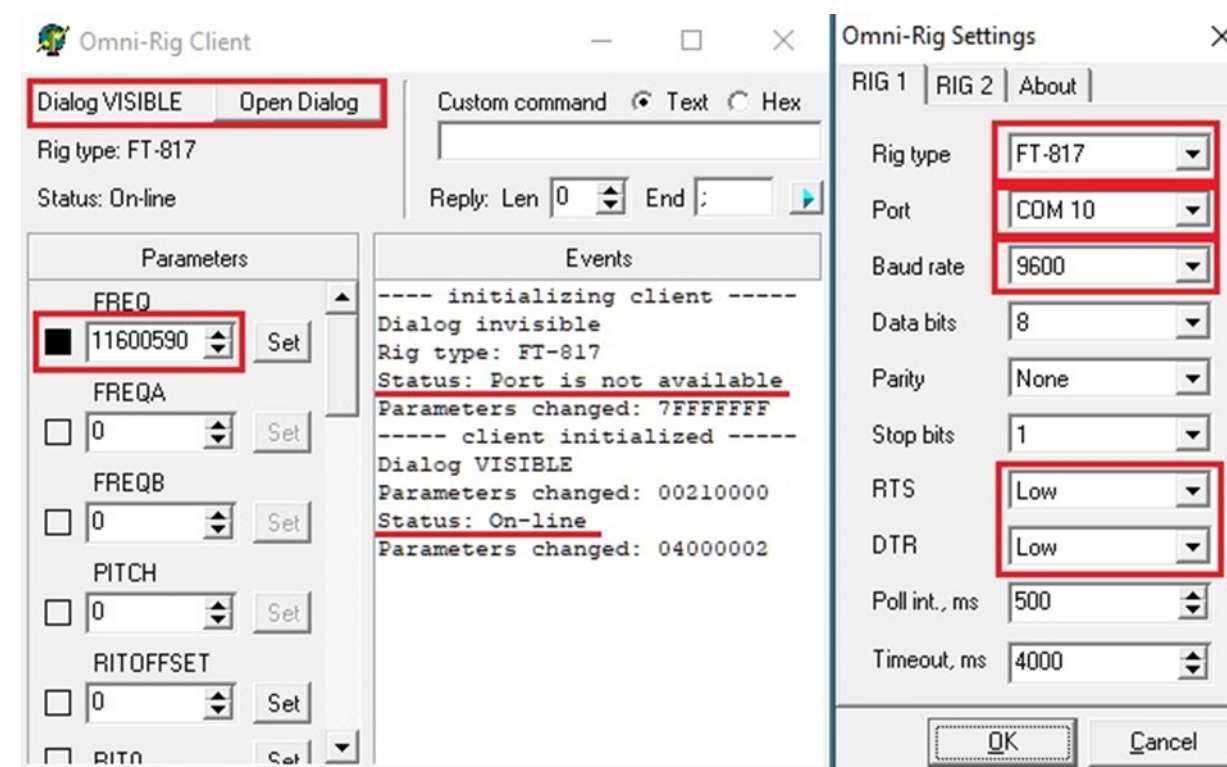 Omni-Rig Client
Dialog VISIBLE Open Dialog
Rig type: FT-817
Status: On-line
Custom command Text Hex
Reply: Len 0 End ;
Parameters
FREQ
11600590 Set
FREQA
0 Set
FREQB
0 Set
PITCH
0 Set
RITOFFSET
0 Set
Events
---- initializing client -----
Dialog invisible
Rig type: FT-817
Status: Port is not available
Parameters changed: 7FFFFFFF
----- client initialized -----
Dialog VISIBLE
Parameters changed: 00210000
Status: On-line
Parameters changed: 04000002
Omni-Rig Settings
RIG 1 RIG 2 About
Rig type FT-817
Port COM 10
Baud rate 9600
Data bits 8
Parity None
Stop bits 1
RTS Low
DTR Low
Poll int., ms 500
Timeout, ms 4000
OK Cancel